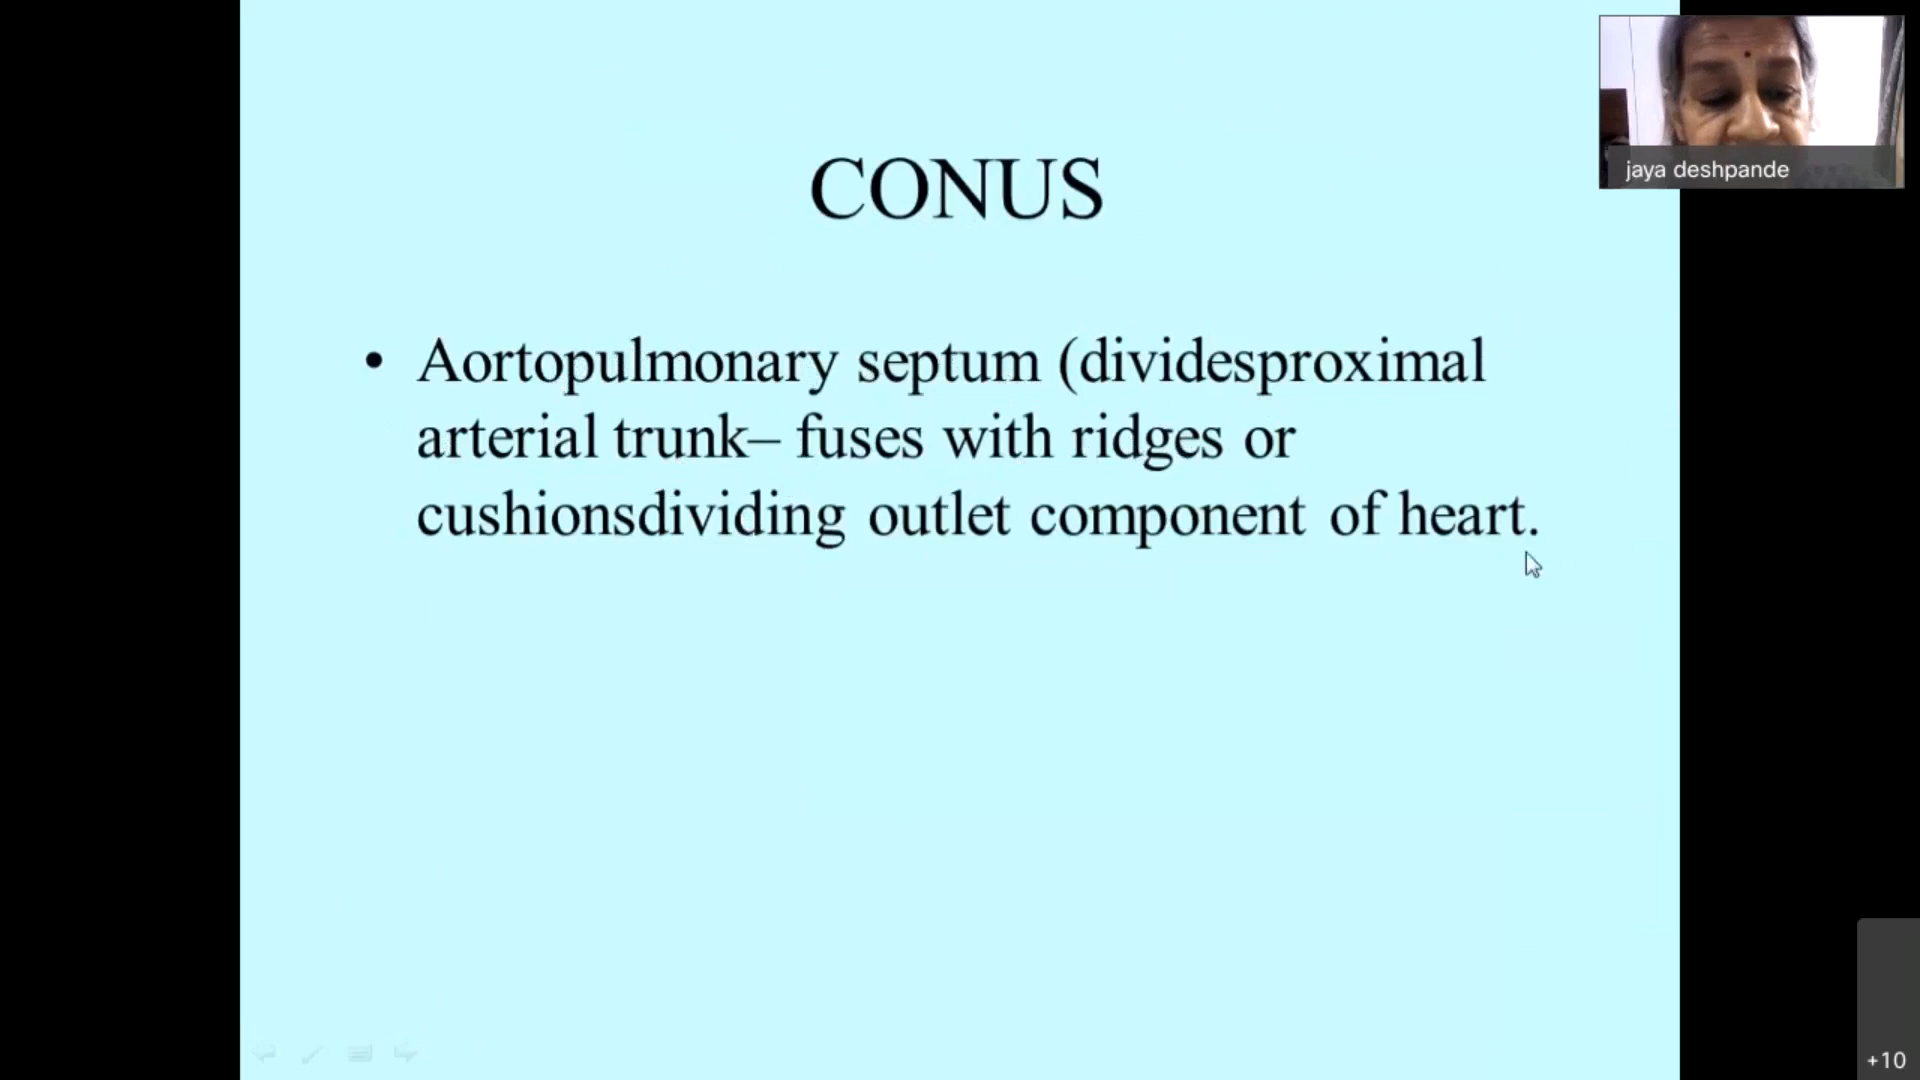 CONUS
• Aortopulmonary septum (dividesproximal
arterial trunk– fuses with ridges or
cushionsdividing outlet component of heart.
jaya deshpande
+10